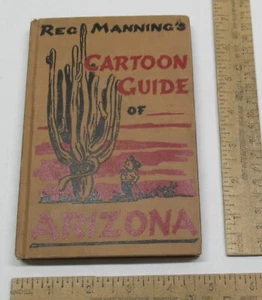 REG MANNING'S
CARTOON
GUIDE
OF
ARIZONA